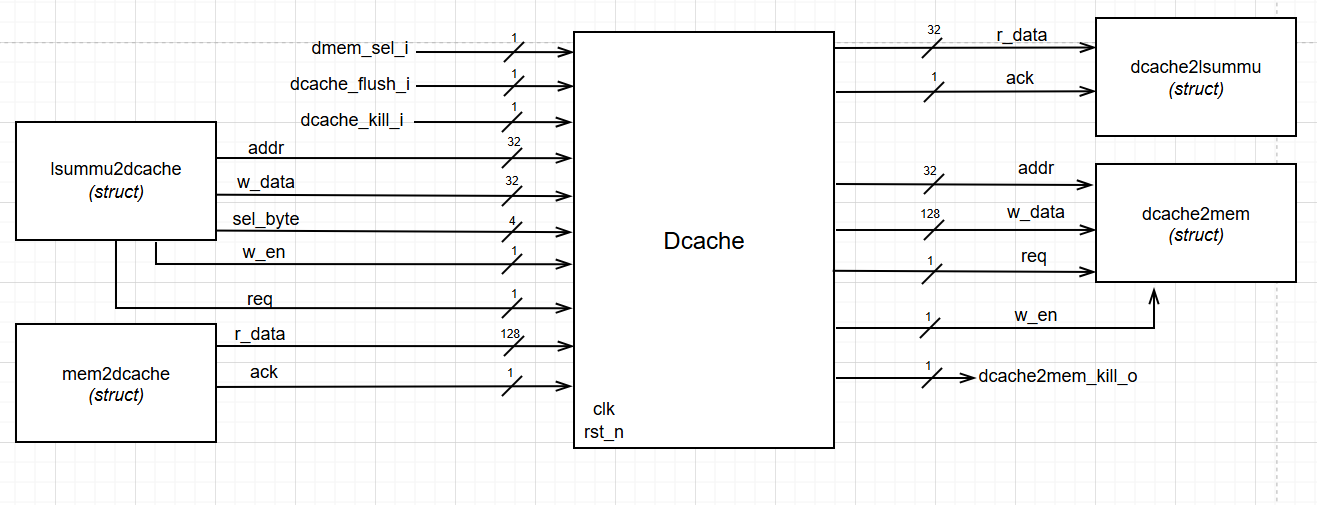 dmem_sel_i
1
dcache_flush_i
1
dcache_kill_i
1
lsummu2dcache
(struct)
addr
32
w_data
32
sel_byte
4
w_en
1
req
1
mem2dcache
(struct)
r_data
128
ack
1
Dcache
clk
rst_n
32
r_data
1
ack
dcache2lsummu
(struct)
32
addr
128
w_data
1
req
dcache2mem
(struct)
1
w_en
1
dcache2mem_kill_o